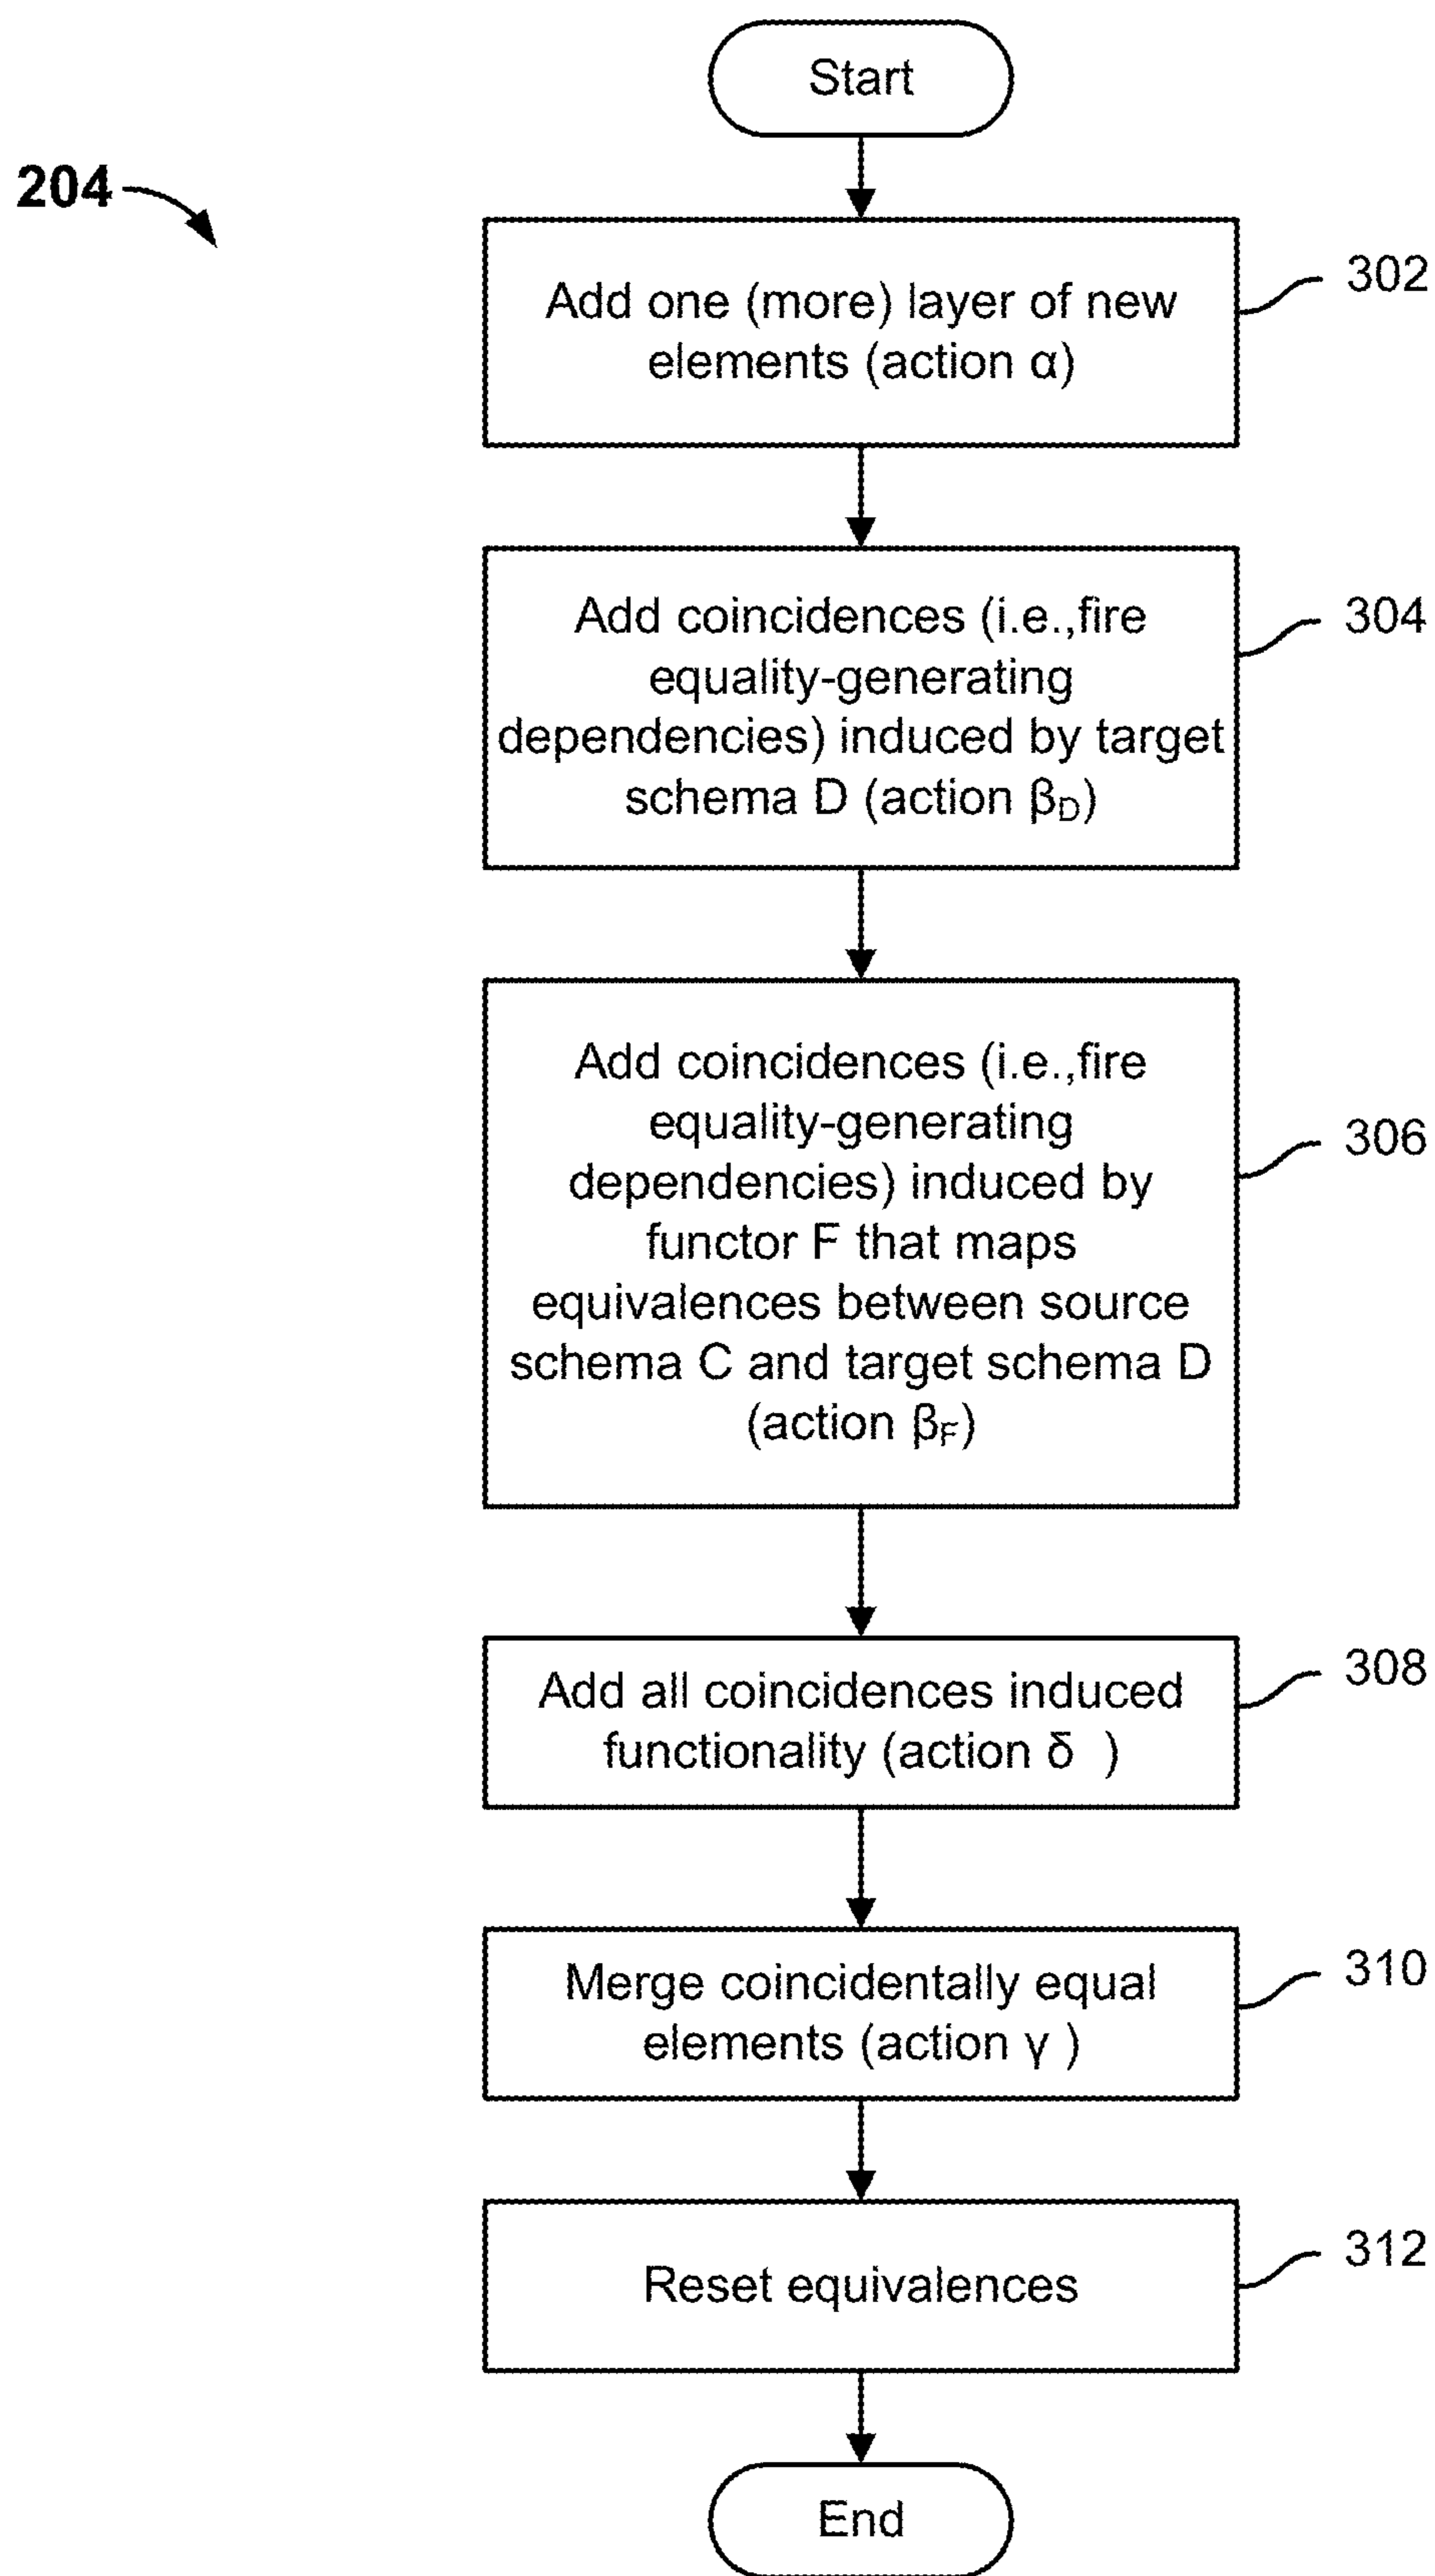 Start
204
Add one (more) layer of new
elements (action α)
302
Add coincidences (i.e.,fire
equality-generating
dependencies) induced by target
schema D (action βD)
304
Add coincidences (i.e.,fire
equality-generating
dependencies) induced by
functor F that maps
equivalences between source
schema C and target schema D
(action βF)
306
Add all coincidences induced
functionality (action δ )
308
Merge coincidentally equal
elements (action γ )
310
Reset equivalences
312
End